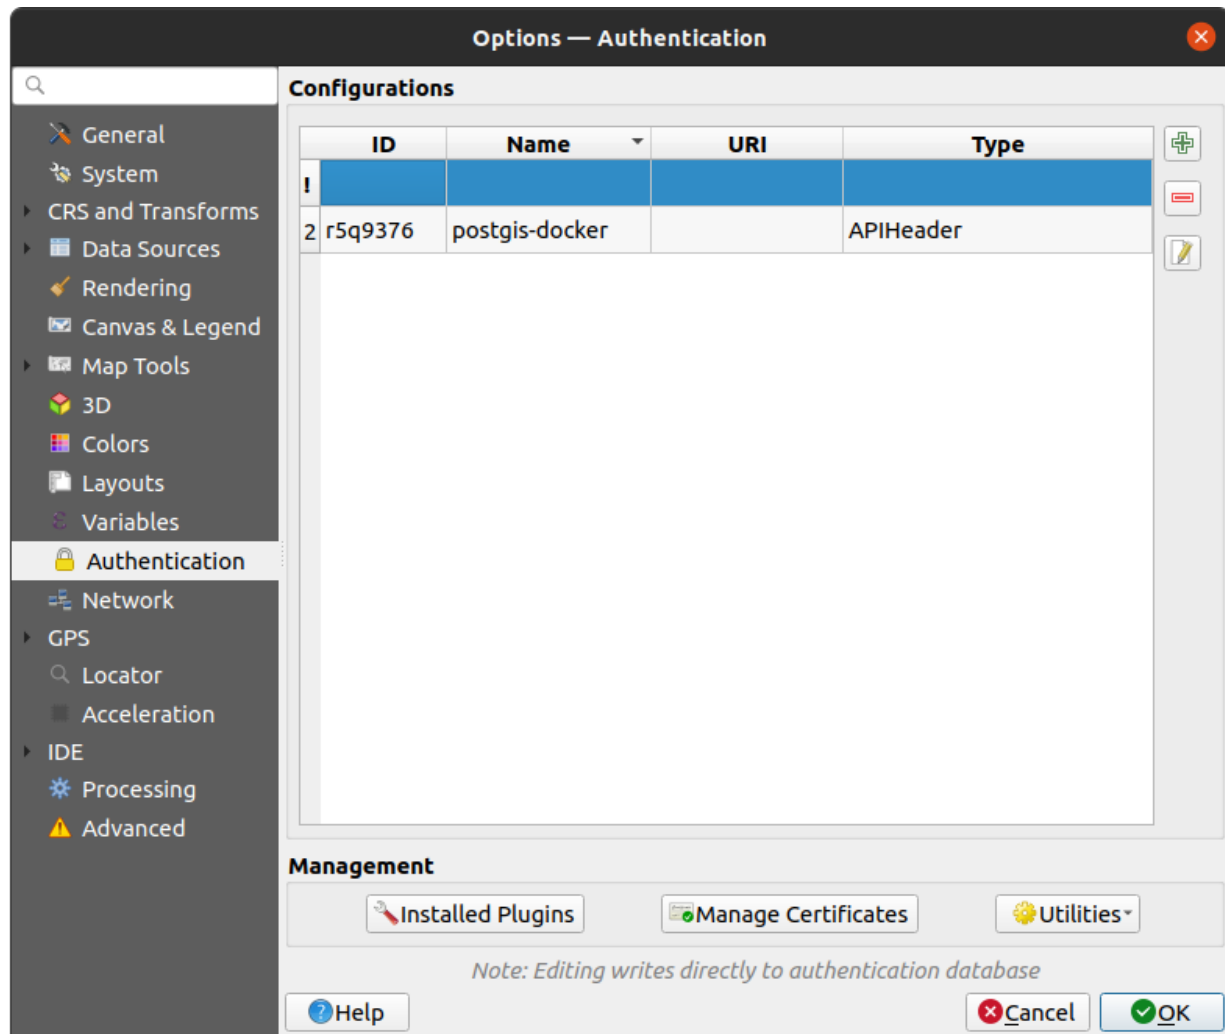 Options — Authentication
Configurations
General
System
CRS and Transforms
Data Sources
Rendering
Canvas & Legend
Map Tools
3D
Colors
Layouts
Variables
Authentication
Network
GPS
Locator
Acceleration
IDE
Processing
Advanced
ID Name URI Type
!
2 r5q9376 postgis-docker APIHeader
Management
Installed Plugins Manage Certificates Utilities
Note: Editing writes directly to authentication database
Help Cancel OK